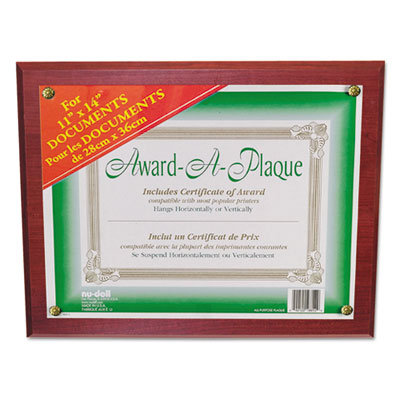 For
11" x 14"
DOCUMENTS
Pour les DOCUMENTS
de 28cm x 36cm
Award-A-Plaque
Includes Certificate of Award
compatible with most popular printers
Hangs Horizontally or Vertically
Inclut un Certificat de Prix
compatible avec la plupart des imprimantes courantes
Se Suspend Horizontalement ou Verticalement
nu-dell